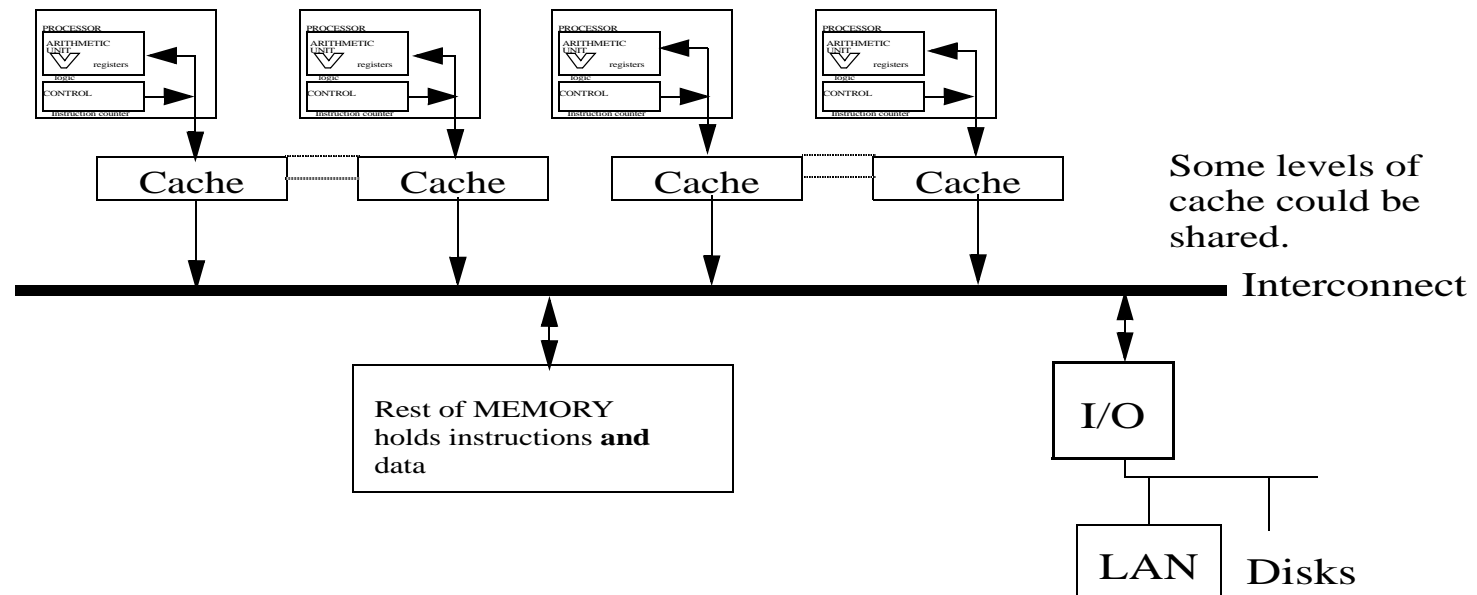 PROCESSOR
ARITHMETIC
UNIT
registers
logic
CONTROL
Instruction counter
PROCESSOR
ARITHMETIC
UNIT
registers
logic
CONTROL
Instruction counter
PROCESSOR
ARITHMETIC
UNIT
registers
logic
CONTROL
Instruction counter
PROCESSOR
ARITHMETIC
UNIT
registers
logic
CONTROL
Instruction counter
Cache
Cache
Cache
Cache
Some levels of
cache could be
shared.
Interconnect
Rest of MEMORY
holds instructions and
data
I/O
LAN
Disks